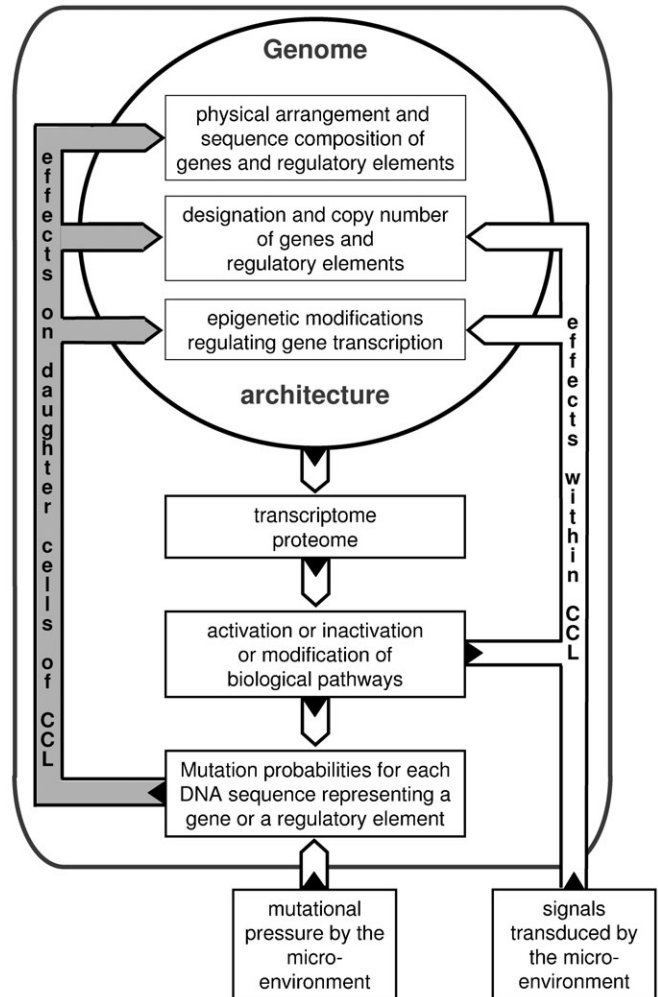 Genome
physical arrangement and
sequence composition of
genes and regulatory elements
designation and copy number
of genes and
regulatory elements
epigenetic modifications
regulating gene transcription
architecture
effects on daughter cells of CCL
effects within CCL
transcriptome
proteome
activation or inactivation
or modification of
biological pathways
Mutation probabilities for each
DNA sequence representing a
gene or a regulatory element
mutational
pressure by the
micro-
environment
signals
transduced by
the micro-
environment